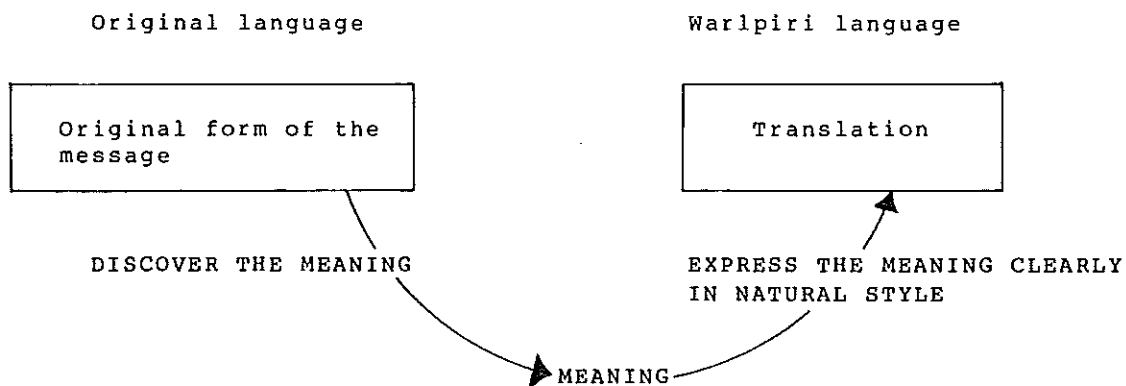 Original language
Warlpiri language
Original form of the
message
Translation
DISCOVER THE MEANING
EXPRESS THE MEANING CLEARLY
IN NATURAL STYLE
MEANING